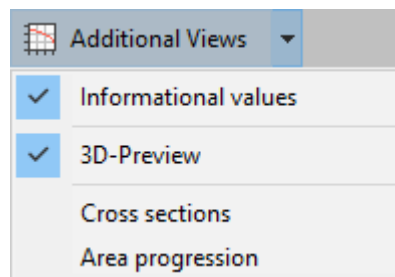 Additional Views
Informational values
3D-Preview
Cross sections
Area progression